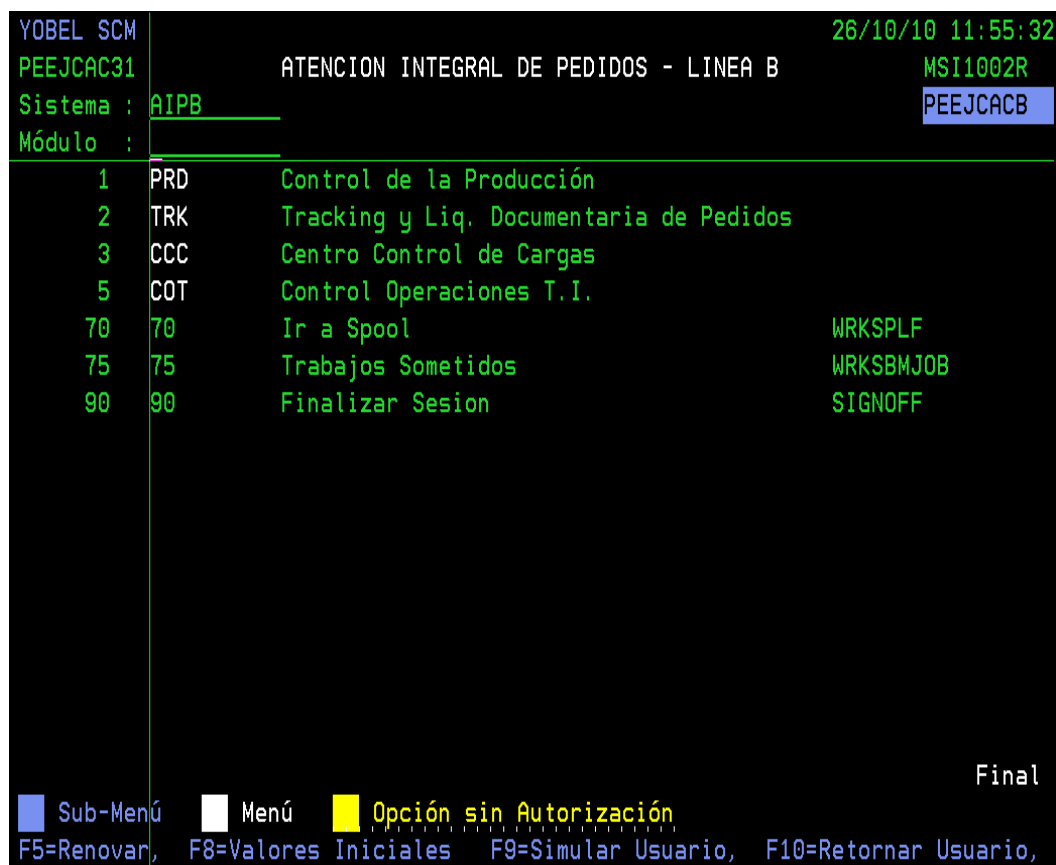 YOBEL SCM 26/10/10 11:55:32
PEEJCAC31 ATENCION INTEGRAL DE PEDIDOS - LINEA B MSI1002R
Sistema : AIPB PEEJCACB
Módulo :
1 PRD Control de la Producción
2 TRK Tracking y Liq. Documentaria de Pedidos
3 CCC Centro Control de Cargas
5 COT Control Operaciones T.I.
70 70 Ir a Spool WRKSPLF
75 75 Trabajos Sometidos WRKSBMJOB
90 90 Finalizar Sesion SIGNOFF
Final
Sub-Menú Menú Opción sin Autorización
F5=Renovar, F8=Valores Iniciales F9=Simular Usuario, F10=Retornar Usuario,